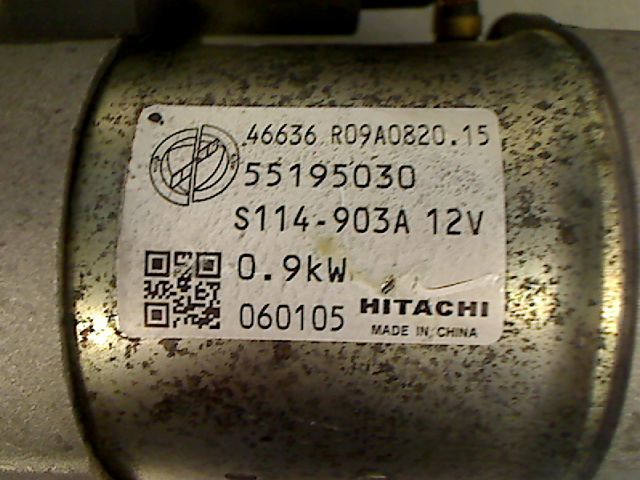 46636 R09A0820.15
55195030
S114-903A 12V
0.9kW
060105 HITACHI
MADE IN CHINA